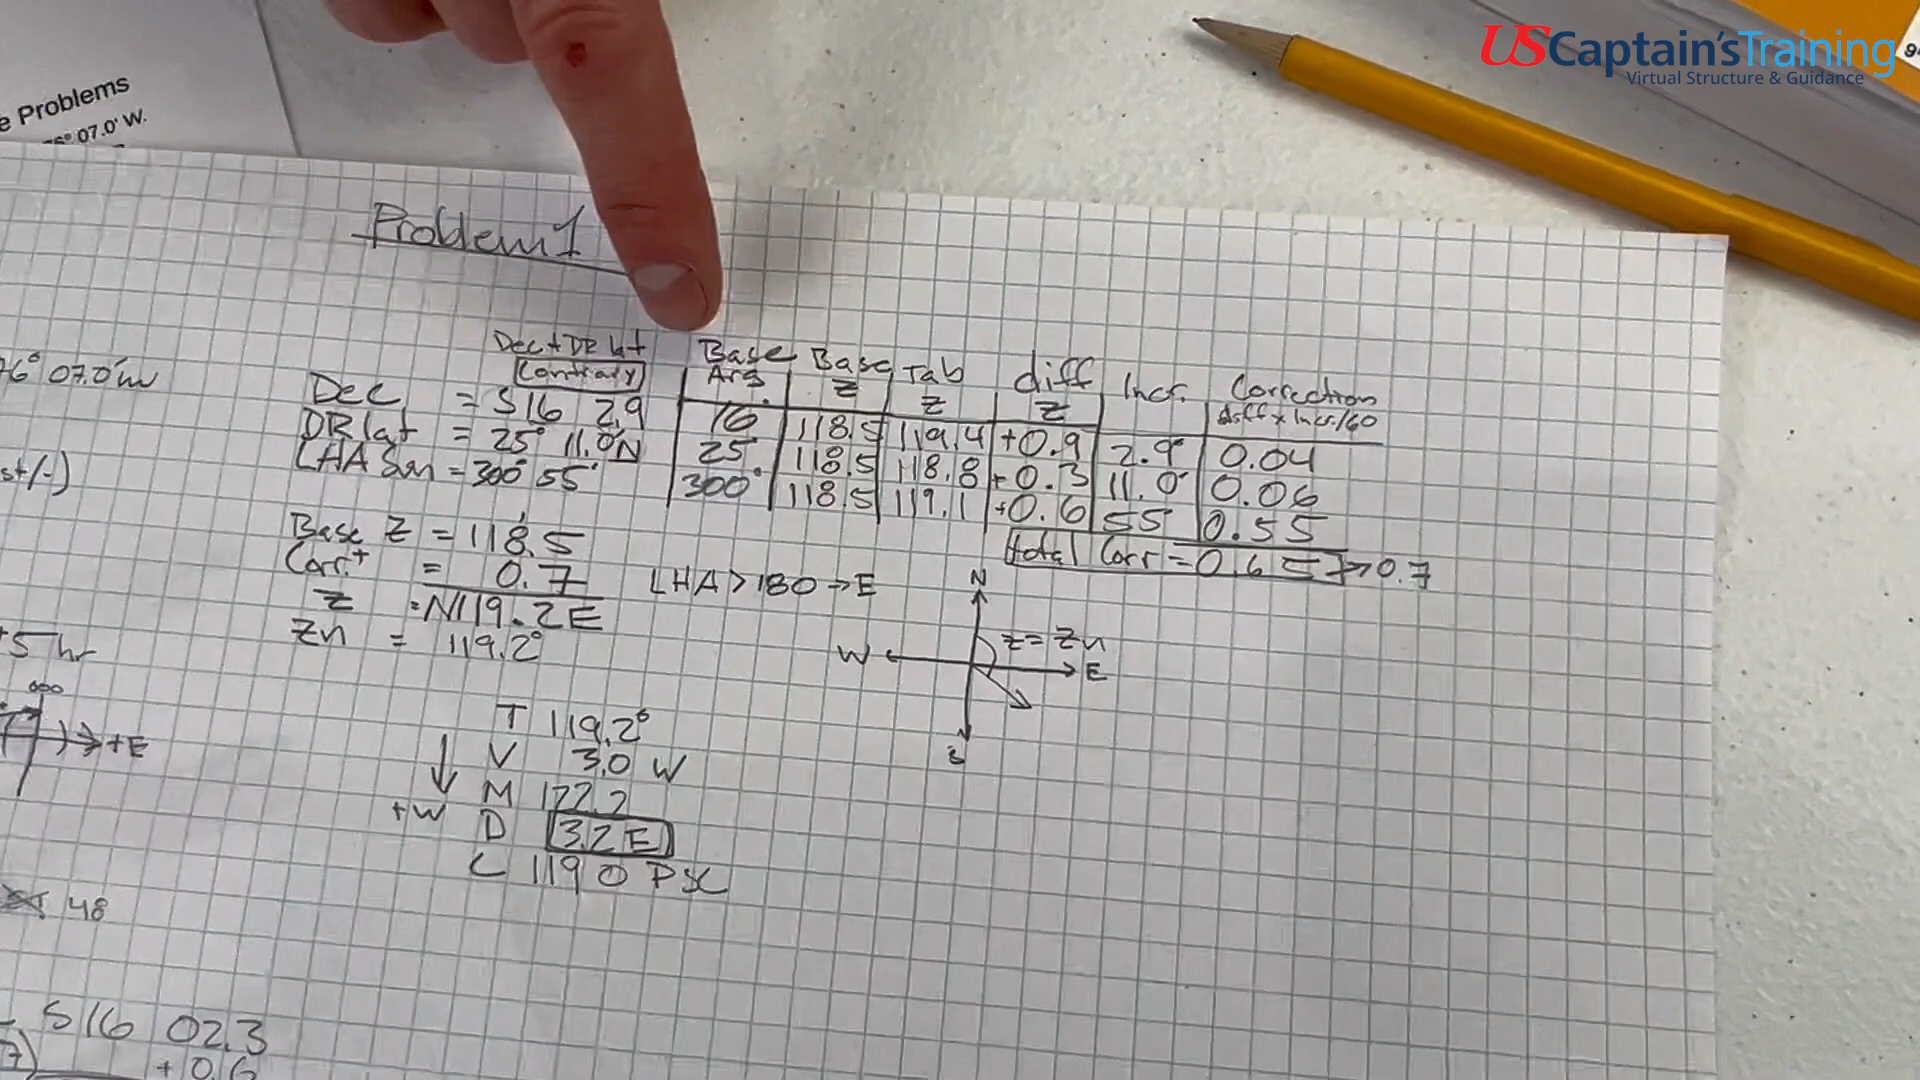 USCaptain'sTraining
Virtual Structure & Guidance
e Problems
07.0' W.
Problem 1
Dec + DR lat
Contrary
Dec = S16 2.9
DR lat = 25° 11.0'N
LHA Sun = 300° 55'
Base Arg. Base Z Tab Z diff Z Incr. Correction diff x Incr./60
16 118.5 119.4 +0.9 2.9' 0.04
25 118.5 118.8 +0.3 11.0' 0.06
300° 118.5 119.1 +0.6 55' 0.55
total Corr = 0.65 → 0.7
76° 07.0'W
st/-)
Base Z = 118.5
Corr.+ = 0.7
Z = N119.2E
Zn = 119.2°
LHA > 180 → E
N
Z = Zn
W
E
S
+5 hr
000
+E
T 119.2°
V 3.0 W
M 122.2
D 3.2 E
C 119.0 PSC
+W
48
S16 02.3
+0.6